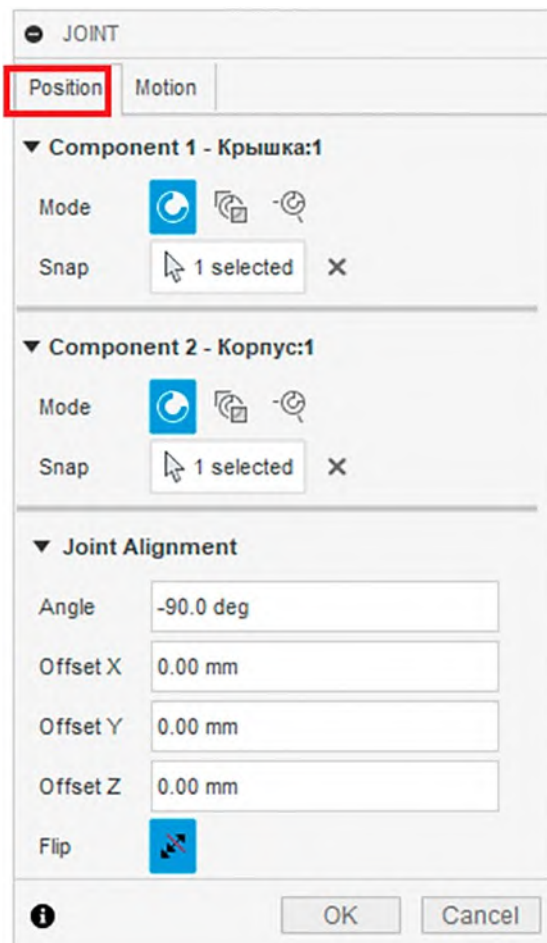 JOINT
Position Motion
Component 1 - Крышка:1
Mode
Snap 1 selected
Component 2 - Корпус:1
Mode
Snap 1 selected
Joint Alignment
Angle -90.0 deg
Offset X 0.00 mm
Offset Y 0.00 mm
Offset Z 0.00 mm
Flip
OK Cancel